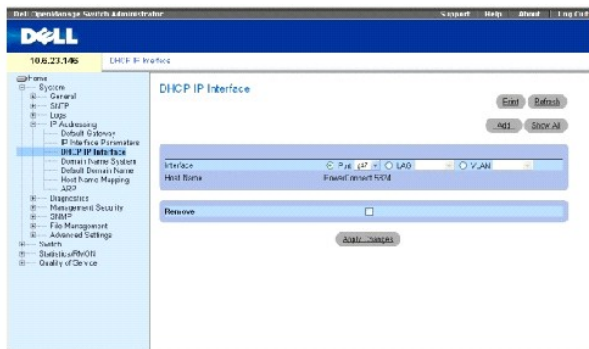 Dell OpenManage Switch Administrator
Support Help About Log Out
DELL
10.6.23.146
DHCP IP Interface
Home
System
General
SNTP
Logs
IP Addressing
Default Gateway
IP Interface Parameters
DHCP IP Interface
Domain Name System
Default Domain Name
Host Name Mapping
ARP
Diagnostics
Management Security
SNMP
File Management
Advanced Settings
Switch
Statistics/RMON
Quality of Service
DHCP IP Interface
Print Refresh
Add Show All
Interface Port g17 LAG VLAN
Host Name PowerConnect 5324
Remove
Apply Changes